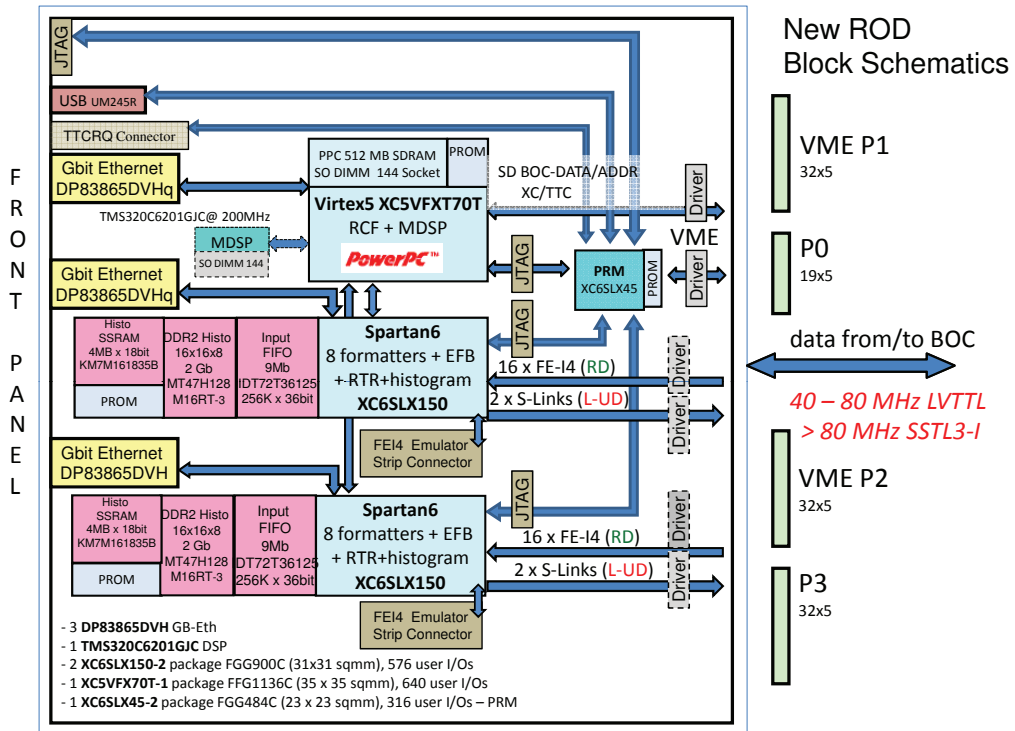 New ROD
Block Schematics
JTAG
USB UM245R
TTCRQ Connector
Gbit Ethernet
DP83865DVHq
PPC 512 MB SDRAM
SO DIMM 144 Socket
PROM
SD BOC-DATA/ADDR
XC/TTC
Driver
VME P1
32x5
FRONT PANEL
TMS320C6201GJC@ 200MHz
Virtex5 XC5VFXT70T
RCF + MDSP
PowerPC™
MDSP
SO DIMM 144
VME
JTAG
PRM
XC6SLX45
PROM
Driver
P0
19x5
Gbit Ethernet
DP83865DVHq
Histo
SSRAM
4MB x 18bit
KM7M161835B
PROM
DDR2 Histo
16x16x8
2 Gb
MT47H128
M16RT-3
Input
FIFO
9Mb
IDT72T36125
256K x 36bit
Spartan6
8 formatters + EFB
+ RTR+histogram
XC6SLX150
JTAG
16 x FE-I4 (RD)
2 x S-Links (L-UD)
Driver
Driver
data from/to BOC
40 – 80 MHz LVTTL
> 80 MHz SSTL3-I
FEI4 Emulator
Strip Connector
Gbit Ethernet
DP83865DVH
VME P2
32x5
Histo
SSRAM
4MB x 18bit
KM7M161835B
PROM
DDR2 Histo
16x16x8
2 Gb
MT47H128
M16RT-3
Input
FIFO
9Mb
DT72T36125
256K x 36bit
Spartan6
8 formatters + EFB
+ RTR+histogram
XC6SLX150
JTAG
16 x FE-I4 (RD)
2 x S-Links (L-UD)
Driver
Driver
P3
32x5
FEI4 Emulator
Strip Connector
- 3 DP83865DVH GB-Eth
- 1 TMS320C6201GJC DSP
- 2 XC6SLX150-2 package FGG900C (31x31 sqmm), 576 user I/Os
- 1 XC5VFX70T-1 package FFG1136C (35 x 35 sqmm), 640 user I/Os
- 1 XC6SLX45-2 package FGG484C (23 x 23 sqmm), 316 user I/Os – PRM